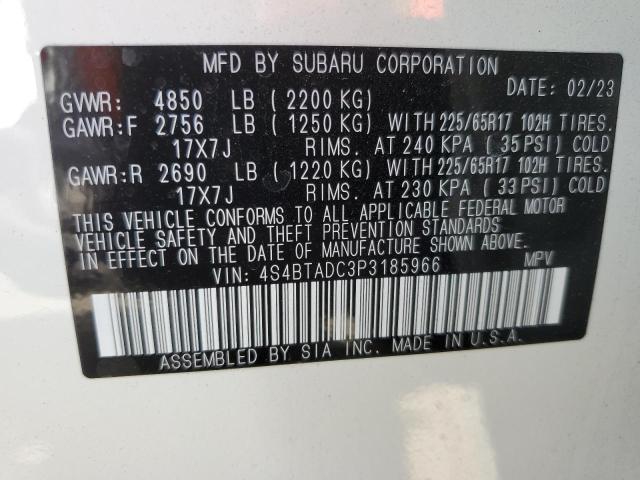 MFD BY SUBARU CORPORATION
DATE: 02/23
GVWR: 4850 LB (2200 KG)
GAWR:F 2756 LB (1250 KG) WITH 225/65R17 102H TIRES.
17X7J RIMS. AT 240 KPA (35 PSI) COLD
GAWR:R 2690 LB (1220 KG) WITH 225/65R17 102H TIRES.
17X7J RIMS. AT 230 KPA (33 PSI) COLD
THIS VEHICLE CONFORMS TO ALL APPLICABLE FEDERAL MOTOR
VEHICLE SAFETY AND THEFT PREVENTION STANDARDS
IN EFFECT ON THE DATE OF MANUFACTURE SHOWN ABOVE.
VIN: 4S4BTADC3P3185966 MPV
ASSEMBLED BY SIA INC. MADE IN U.S.A.